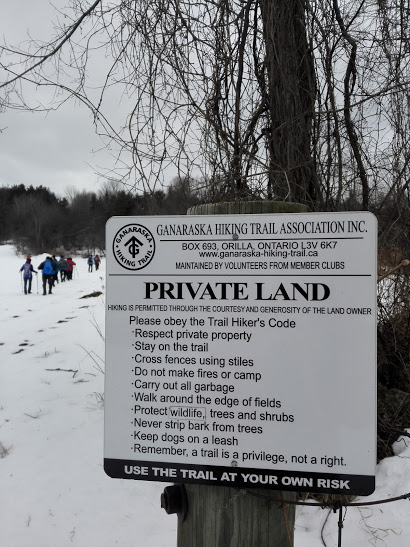 GANARASKA
HIKING TRAIL
GANARASKA HIKING TRAIL ASSOCIATION INC.
BOX 693, ORILLA, ONTARIO L3V 6K7
www.ganaraska-hiking-trail.ca
MAINTAINED BY VOLUNTEERS FROM MEMBER CLUBS
PRIVATE LAND
HIKING IS PERMITTED THROUGH THE COURTESY AND GENEROSITY OF THE LAND OWNER
Please obey the Trail Hiker's Code
·Respect private property
·Stay on the trail
·Cross fences using stiles
·Do not make fires or camp
·Carry out all garbage
·Walk around the edge of fields
·Protect wildlife, trees and shrubs
·Never strip bark from trees
·Keep dogs on a leash
·Remember, a trail is a privilege, not a right.
USE THE TRAIL AT YOUR OWN RISK